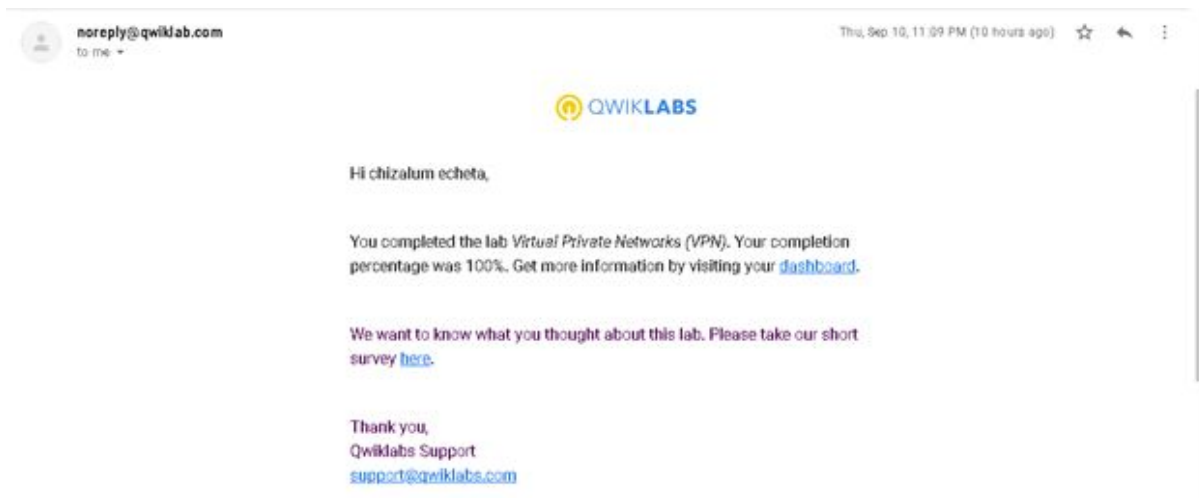 noreply@qwiklab.com
to me
Thu, Sep 10, 11:09 PM (10 hours ago)
QWIKLABS
Hi chizalum echeta,
You completed the lab Virtual Private Networks (VPN). Your completion
percentage was 100%. Get more information by visiting your dashboard.
We want to know what you thought about this lab. Please take our short
survey here.
Thank you,
Qwiklabs Support
support@qwiklabs.com